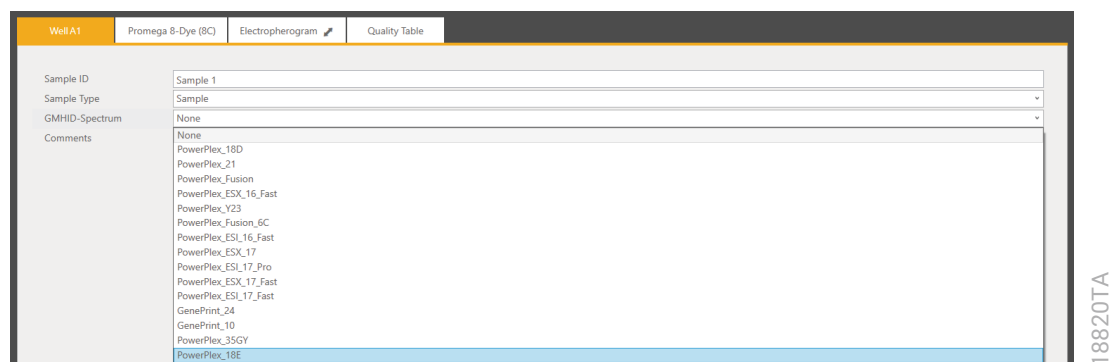 Well A1 Promega 8-Dye (8C) Electropherogram Quality Table
Sample ID Sample 1
Sample Type Sample
GMHID-Spectrum None
Comments None
PowerPlex_18D
PowerPlex_21
PowerPlex_Fusion
PowerPlex_ESX_16_Fast
PowerPlex_Y23
PowerPlex_Fusion_6C
PowerPlex_ESI_16_Fast
PowerPlex_ESX_17
PowerPlex_ESI_17_Pro
PowerPlex_ESX_17_Fast
PowerPlex_ESI_17_Fast
GenePrint_24
GenePrint_10
PowerPlex_35GY
PowerPlex_18E
18820TA